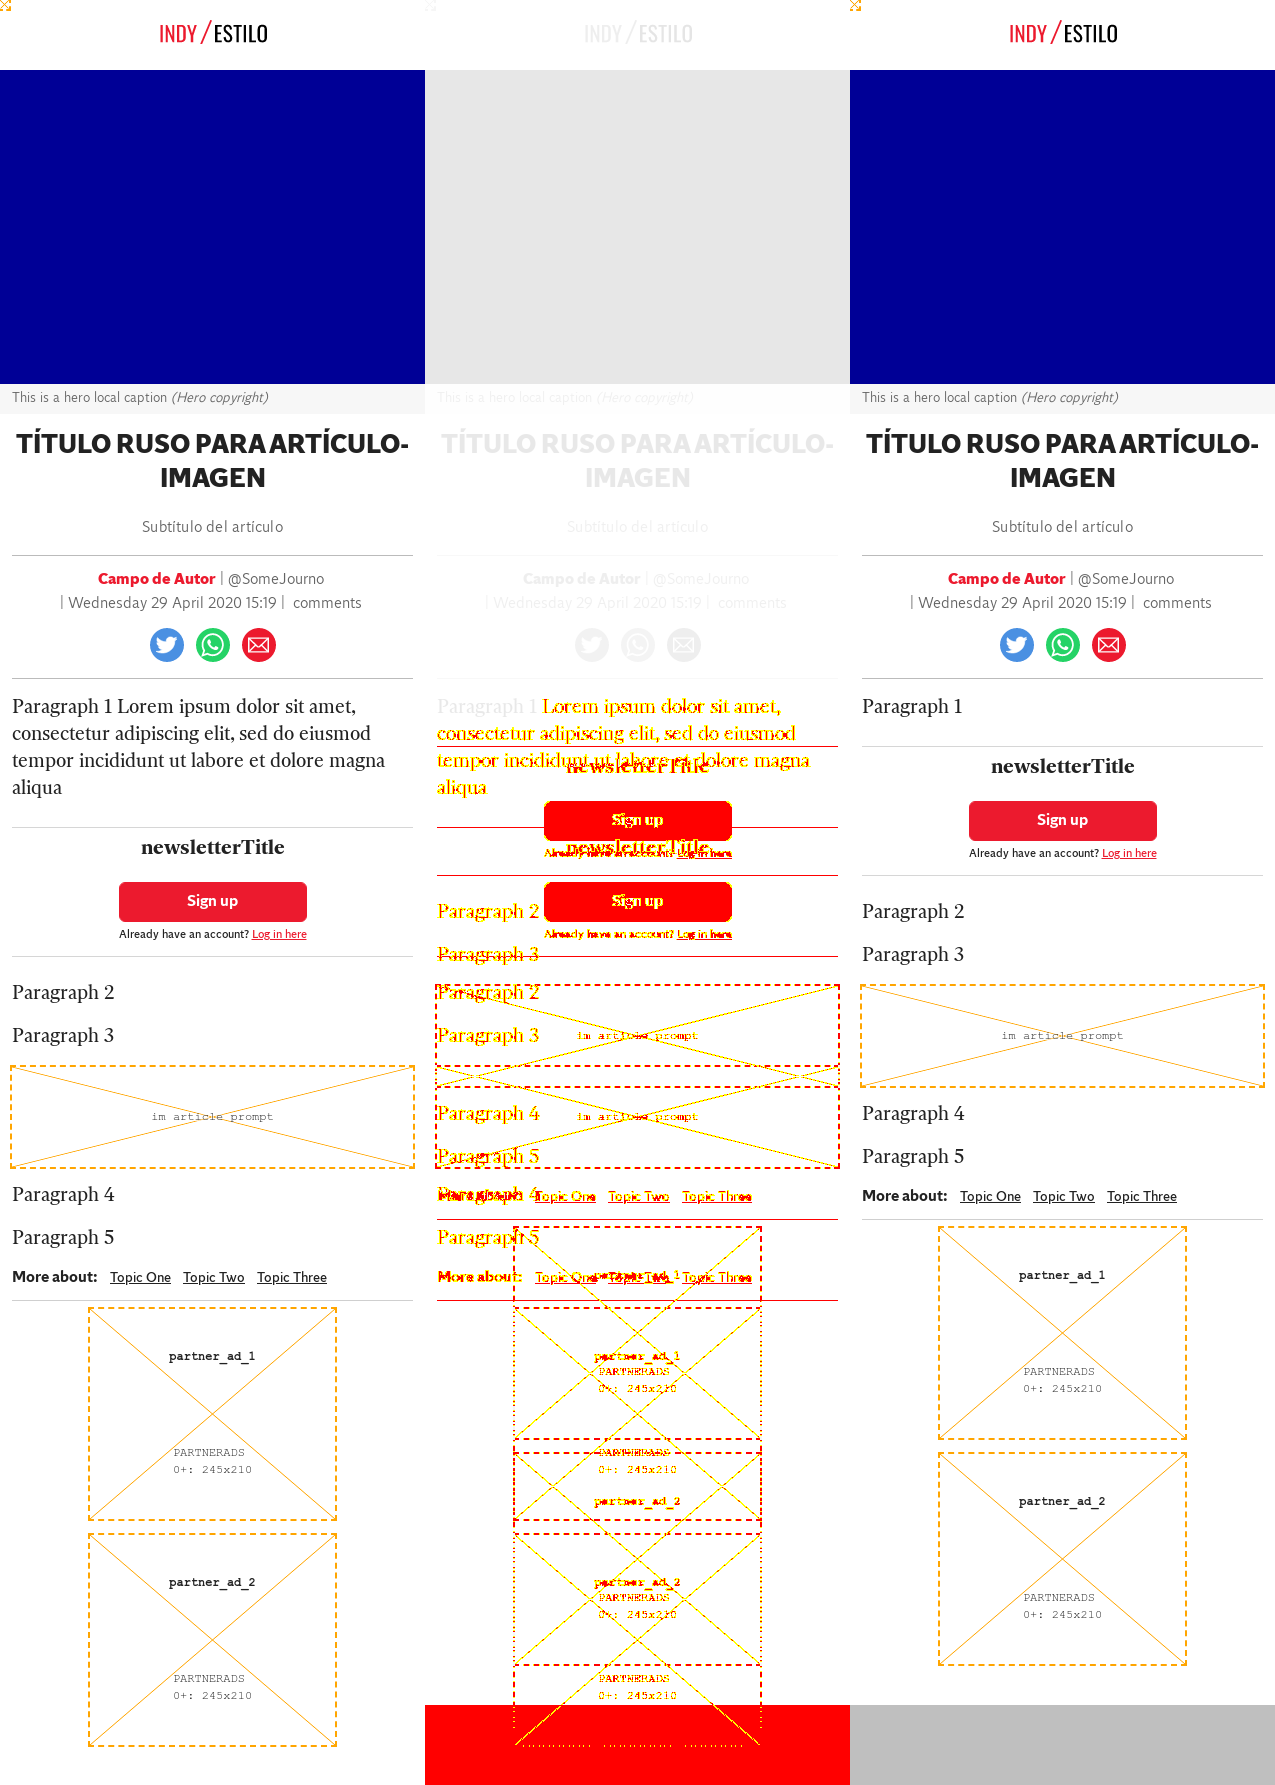 INDY/ESTILO
This is a hero local caption (Hero copyright)
TÍTULO RUSO PARA ARTÍCULO-
IMAGEN
Subtítulo del artículo
Campo de Autor | @SomeJourno
| Wednesday 29 April 2020 15:19 | comments
Paragraph 1 Lorem ipsum dolor sit amet,
consectetur adipiscing elit, sed do eiusmod
tempor incididunt ut labore et dolore magna
aliqua
newsletterTitle
Sign up
Already have an account? Log in here
Paragraph 2
Paragraph 3
im article prompt
Paragraph 4
Paragraph 5
More about: Topic One Topic Two Topic Three
partner_ad_1
PARTNERADS
0+: 245x210
partner_ad_2
PARTNERADS
0+: 245x210
INDY/ESTILO
This is a hero local caption (Hero copyright)
TÍTULO RUSO PARA ARTÍCULO-
IMAGEN
Subtítulo del artículo
Campo de Autor | @SomeJourno
| Wednesday 29 April 2020 15:19 | comments
Paragraph 1 Lorem ipsum dolor sit amet,
consectetur adipiscing elit, sed do eiusmod
tempor incididunt ut labore et dolore magna
newsletterTitle
aliqua
Sign up
Already have an account? Log in here
newsletterTitle
Sign up
Paragraph 2
Already have an account? Log in here
Paragraph 3
Paragraph 2
Paragraph 3
im article prompt
Paragraph 4
im article prompt
Paragraph 5
Paragraph 4
More about: Topic One Topic Two Topic Three
Paragraph 5
More about: Topic One Topic Two Topic Three
partner_ad_1
partner_ad_1
PARTNERADS
0+: 245x210
PARTNERADS
0+: 245x210
partner_ad_2
partner_ad_2
PARTNERADS
0+: 245x210
PARTNERADS
0+: 245x210
INDY/ESTILO
This is a hero local caption (Hero copyright)
TÍTULO RUSO PARA ARTÍCULO-
IMAGEN
Subtítulo del artículo
Campo de Autor | @SomeJourno
| Wednesday 29 April 2020 15:19 | comments
Paragraph 1
newsletterTitle
Sign up
Already have an account? Log in here
Paragraph 2
Paragraph 3
im article prompt
Paragraph 4
Paragraph 5
More about: Topic One Topic Two Topic Three
partner_ad_1
PARTNERADS
0+: 245x210
partner_ad_2
PARTNERADS
0+: 245x210